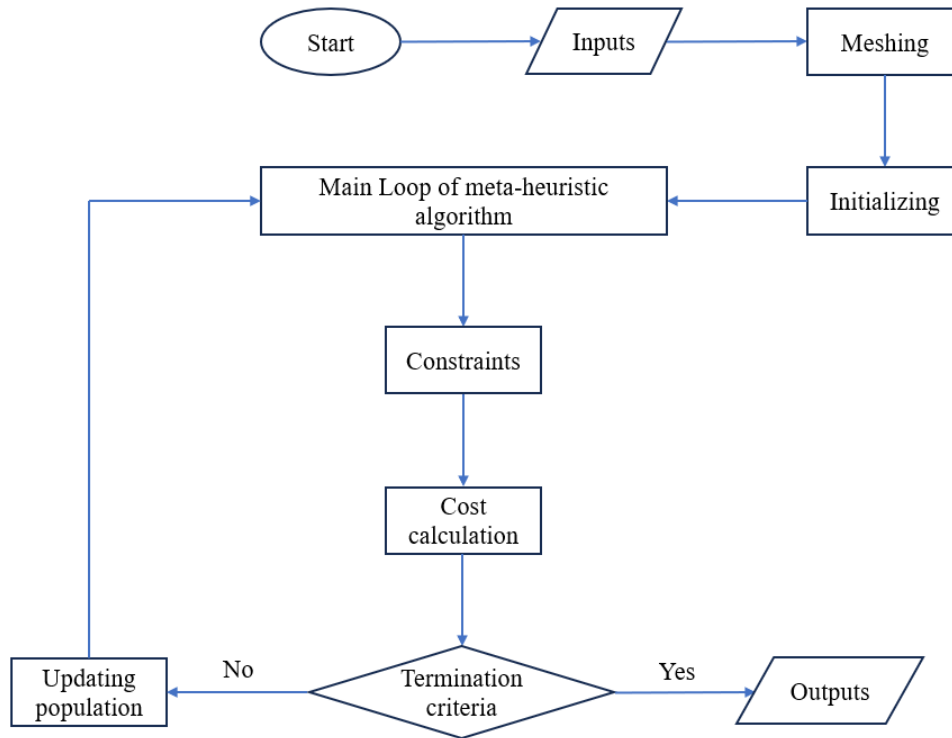 Start
Inputs
Meshing
Main Loop of meta-heuristic
algorithm
Initializing
Constraints
Cost
calculation
Updating
population
No
Termination
criteria
Yes
Outputs